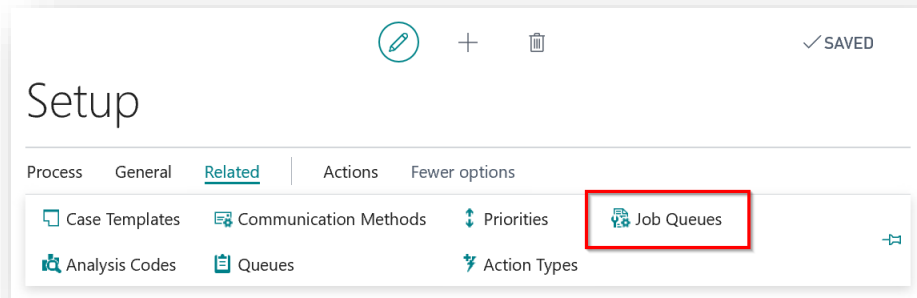 SAVED
Setup
Process General Related Actions Fewer options
Case Templates Communication Methods Priorities Job Queues
Analysis Codes Queues Action Types